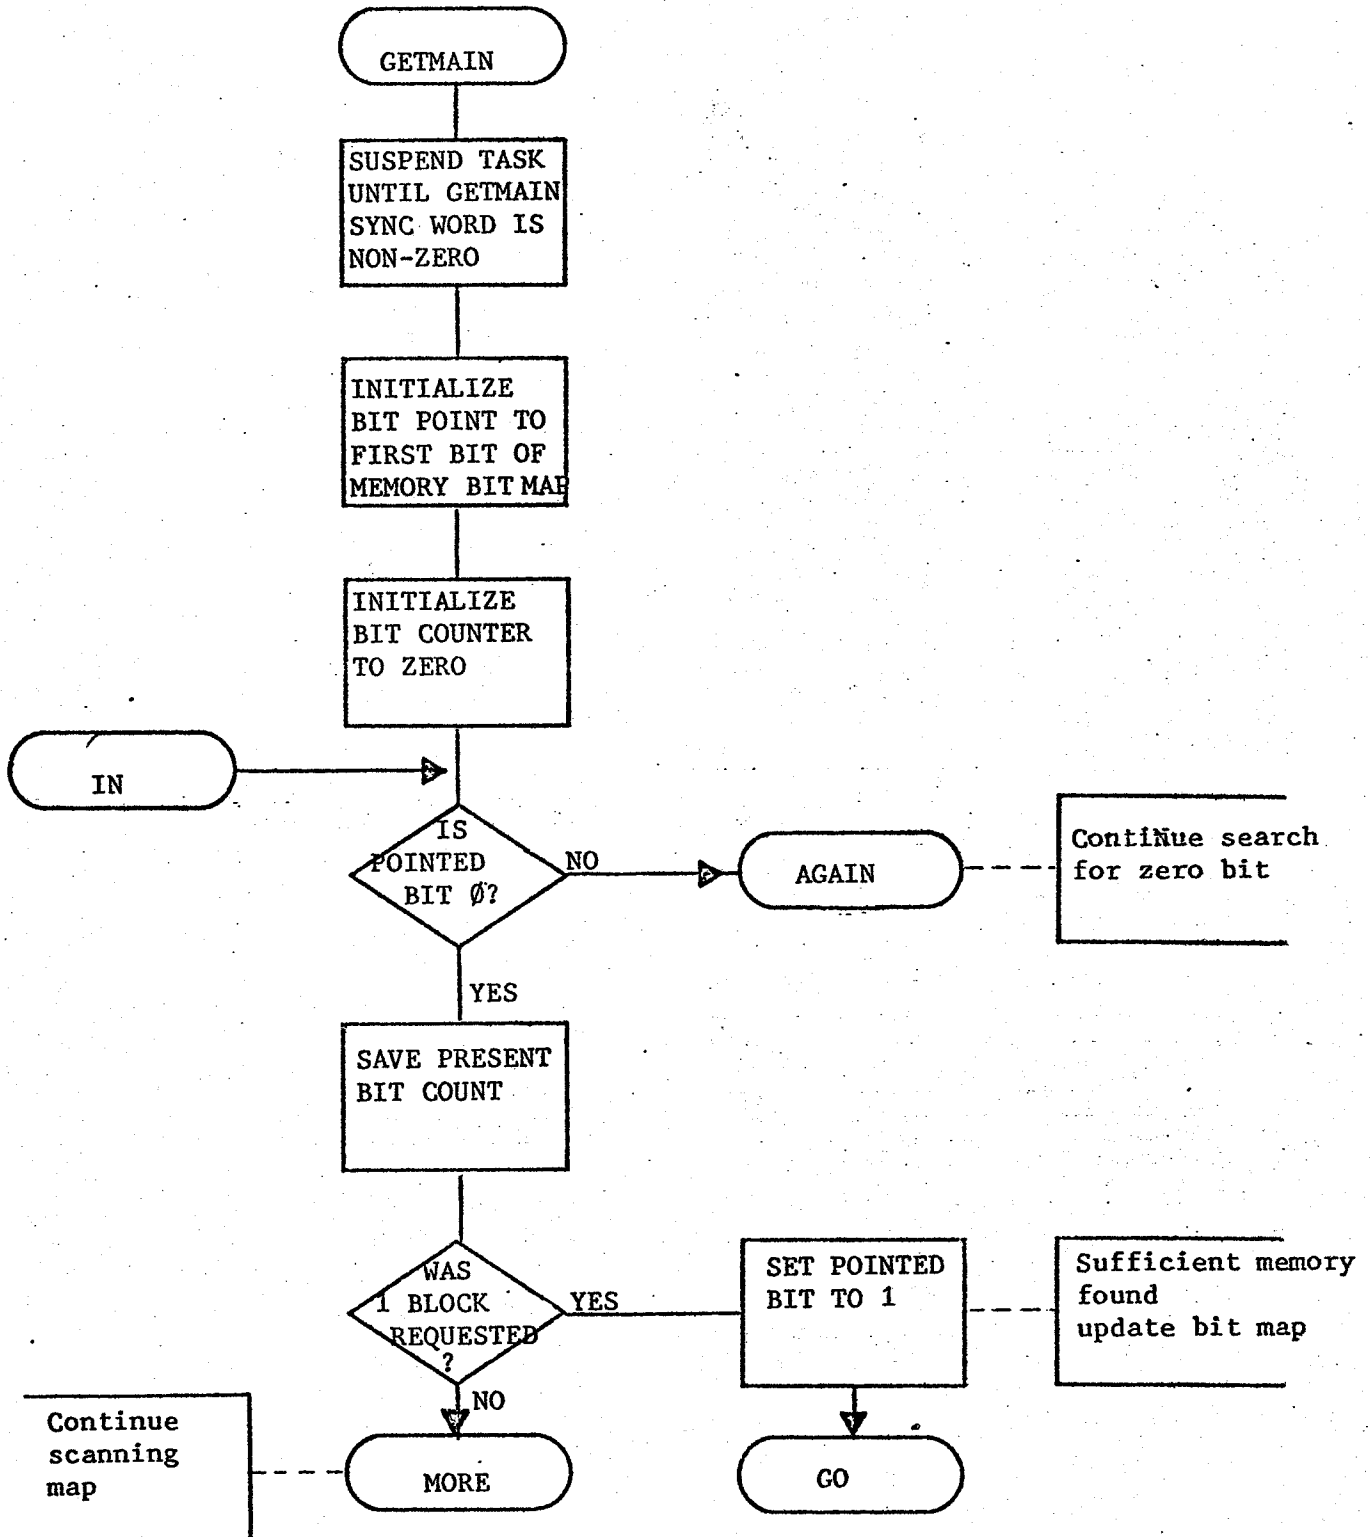 GETMAIN
SUSPEND TASK
UNTIL GETMAIN
SYNC WORD IS
NON-ZERO
INITIALIZE
BIT POINT TO
FIRST BIT OF
MEMORY BIT MAP
INITIALIZE
BIT COUNTER
TO ZERO
IN
IS
POINTED
BIT Ø?
NO
AGAIN
ContiNue search
for zero bit
YES
SAVE PRESENT
BIT COUNT
WAS
1 BLOCK
REQUESTED
?
YES
SET POINTED
BIT TO 1
Sufficient memory
found
update bit map
NO
Continue
scanning
map
MORE
GO